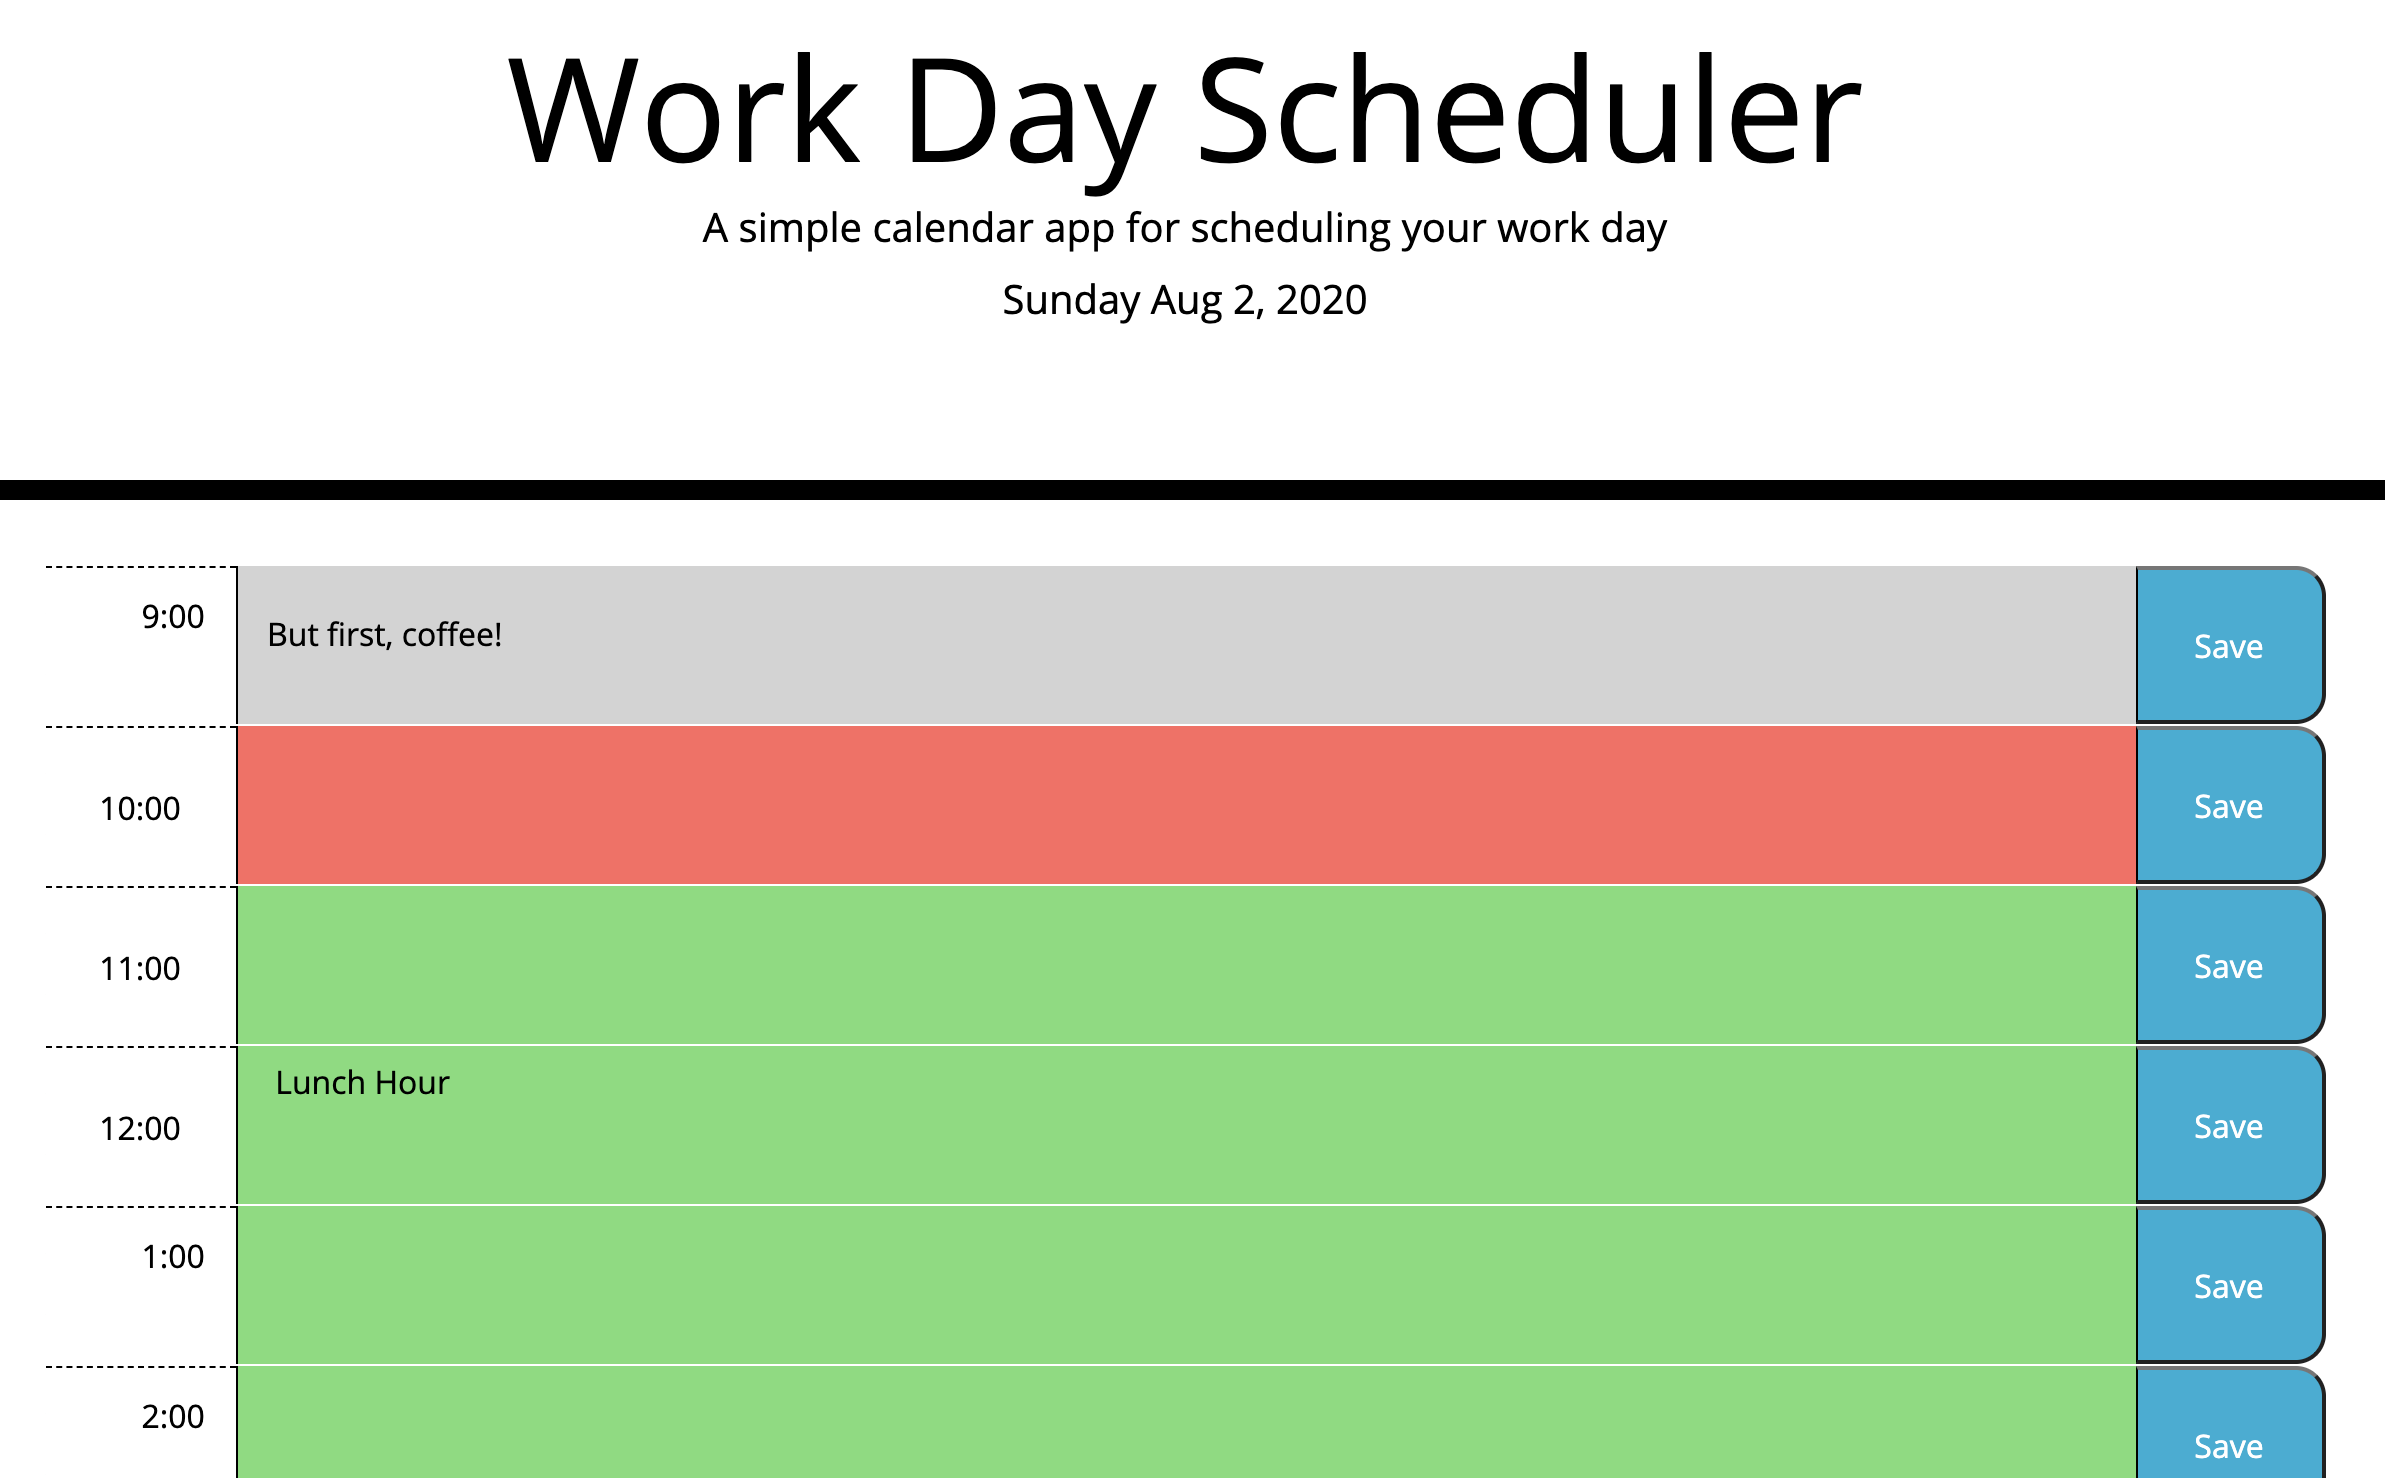 Work Day Scheduler
A simple calendar app for scheduling your work day
Sunday Aug 2, 2020
9:00
But first, coffee!
Save
10:00
Save
11:00
Save
Lunch Hour
12:00
Save
1:00
Save
2:00
Save